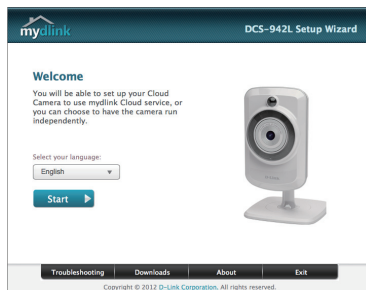 mydlink
DCS-942L Setup Wizard
Welcome
You will be able to set up your Cloud
Camera to use mydlink Cloud service, or
you can choose to have the camera run
independently.
Select your language:
English
Start
Troubleshooting Downloads About Exit
Copyright © 2012 D-Link Corporation. All rights reserved.